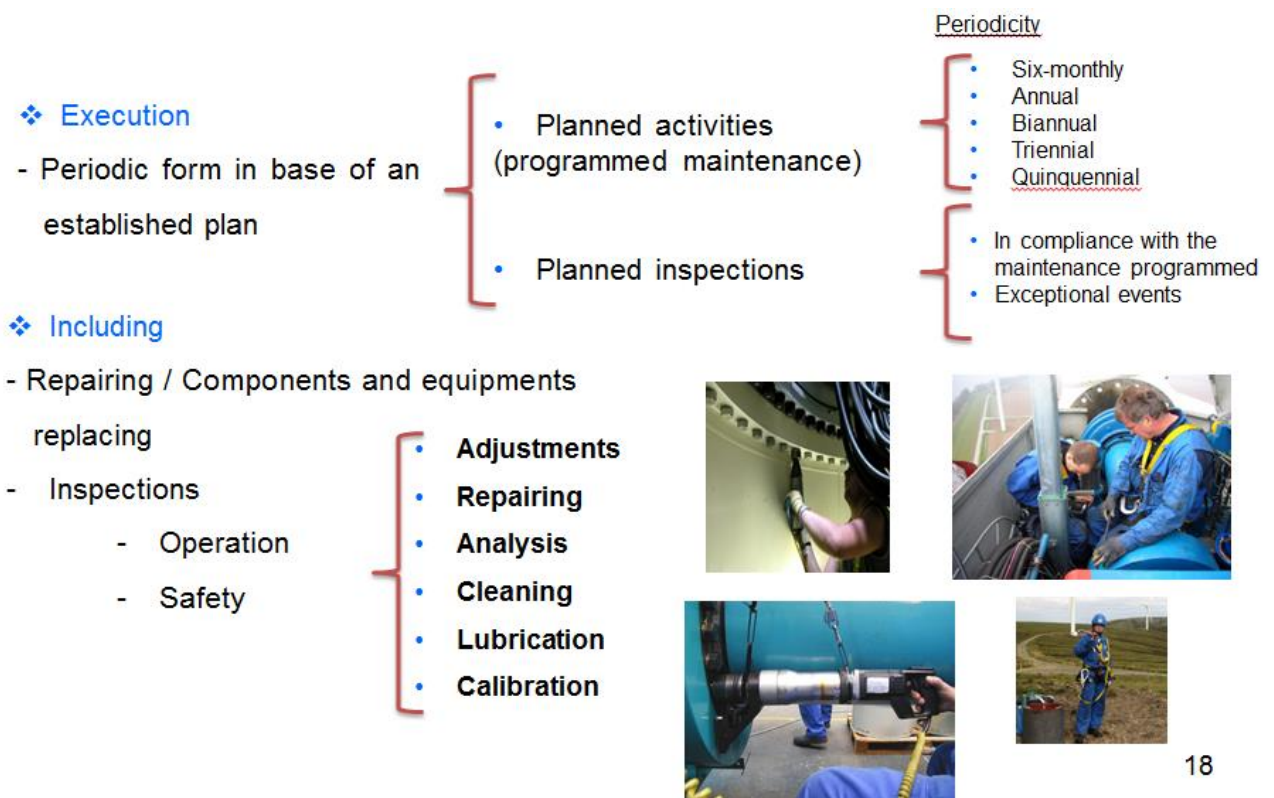 Periodicity
❖ Execution
- Periodic form in base of an
established plan
• Planned activities
(programmed maintenance)
• Six-monthly
• Annual
• Biannual
• Triennial
• Quinquennial
• Planned inspections
• In compliance with the
maintenance programmed
• Exceptional events
❖ Including
- Repairing / Components and equipments
replacing
- Inspections
- Operation
- Safety
• Adjustments
• Repairing
• Analysis
• Cleaning
• Lubrication
• Calibration
18